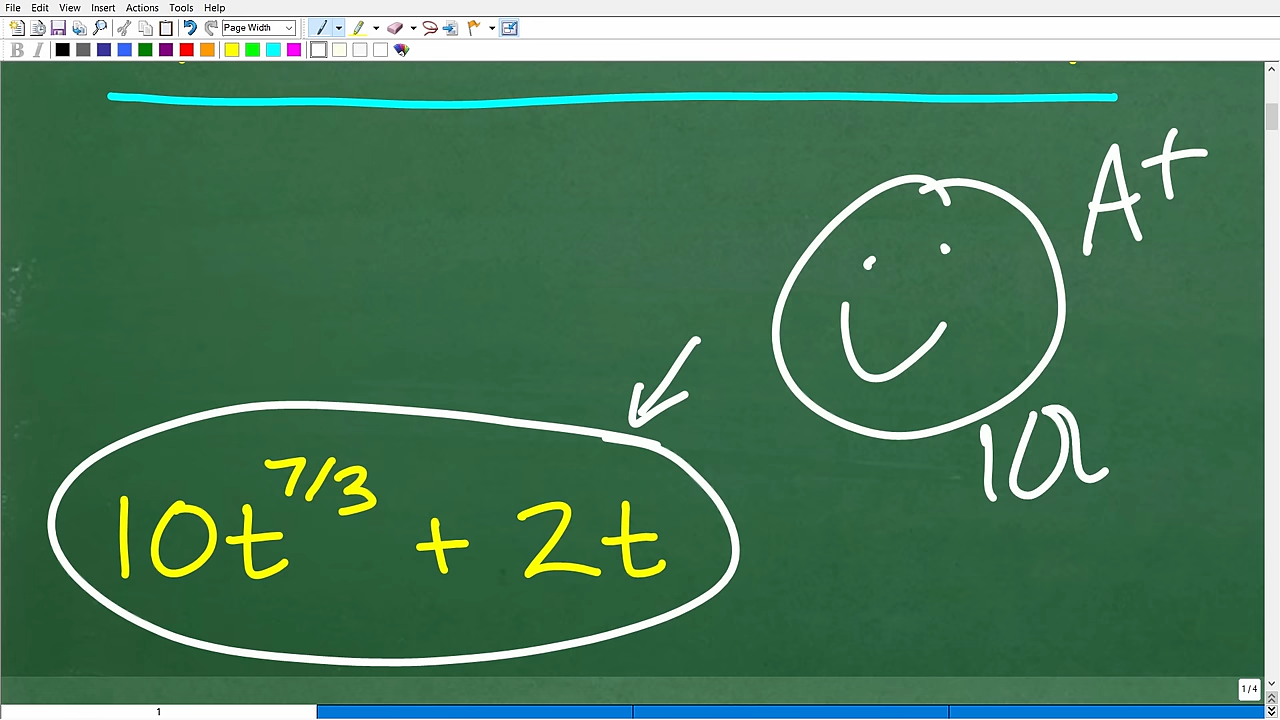 File Edit View Insert Actions Tools Help
Page Width
B I
A+
10t^7/3 + 2t
1/4
1